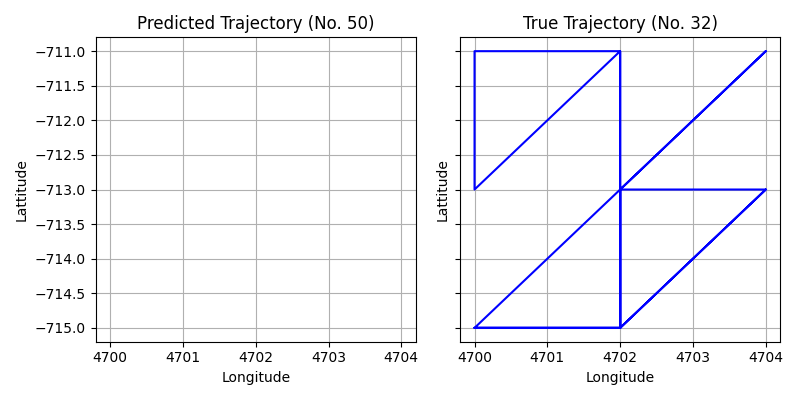 Predicted Trajectory (No. 50)
−711.0
−711.5
−712.0
−712.5
−713.0
−713.5
−714.0
−714.5
−715.0
Lattitude
4700 4701 4702 4703 4704
Longitude
True Trajectory (No. 32)
Lattitude
4700 4701 4702 4703 4704
Longitude